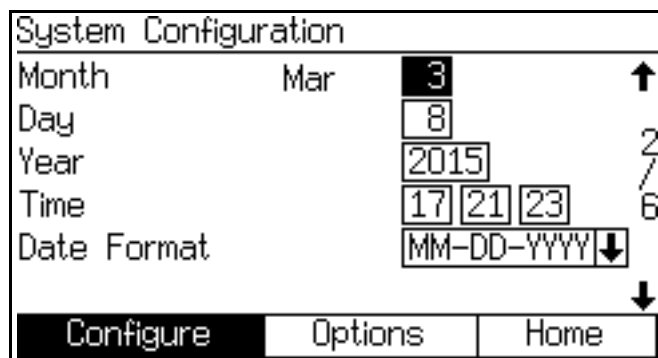 System Configuration
Month Mar 3
Day 8
Year 2015
Time 17 21 23
Date Format MM-DD-YYYY
2/6
Configure Options Home